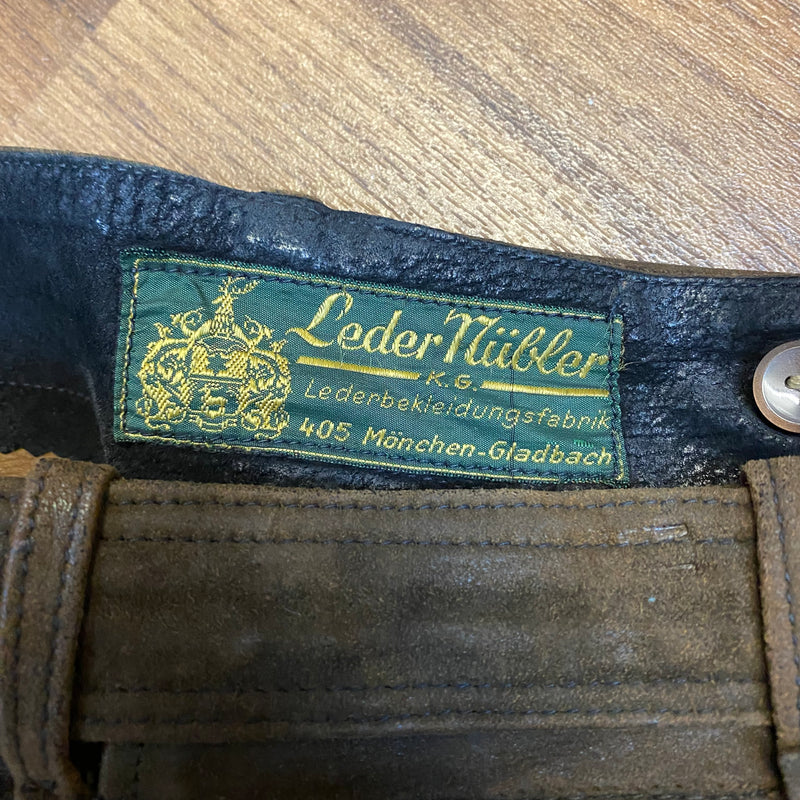 Leder Nübler
K.G.
Lederbekleidungsfabrik
405 Mönchen-Gladbach